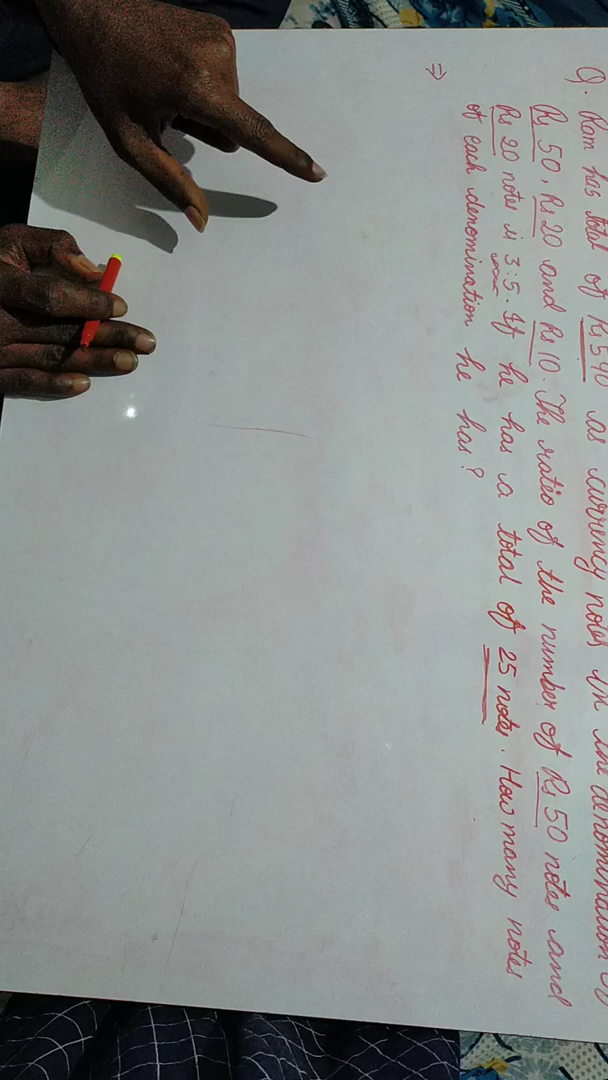 Q. Ram has total of Rs 590 as currency notes in the denomination of
Rs 50, Rs 20 and Rs 10. The ratio of the number of Rs 50 notes and
Rs 20 notes is 3:5. If he has a total of 25 notes. How many notes
of each denomination he has?
⇒